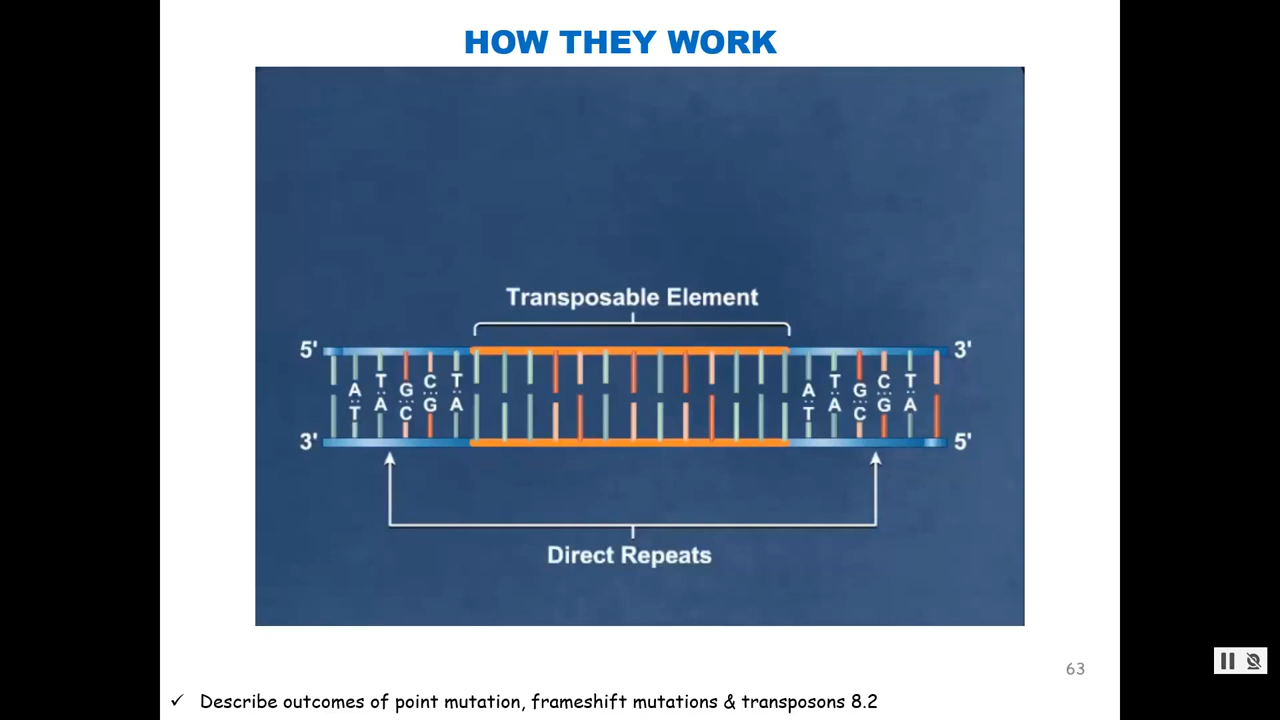 HOW THEY WORK
Transposable Element
5' 3'
A T G C T A T G C T
T A C G A T A C G A
3' 5'
Direct Repeats
63
✓ Describe outcomes of point mutation, frameshift mutations & transposons 8.2